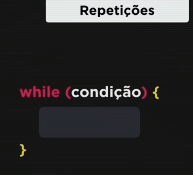 Repetições
while (condição) {
}